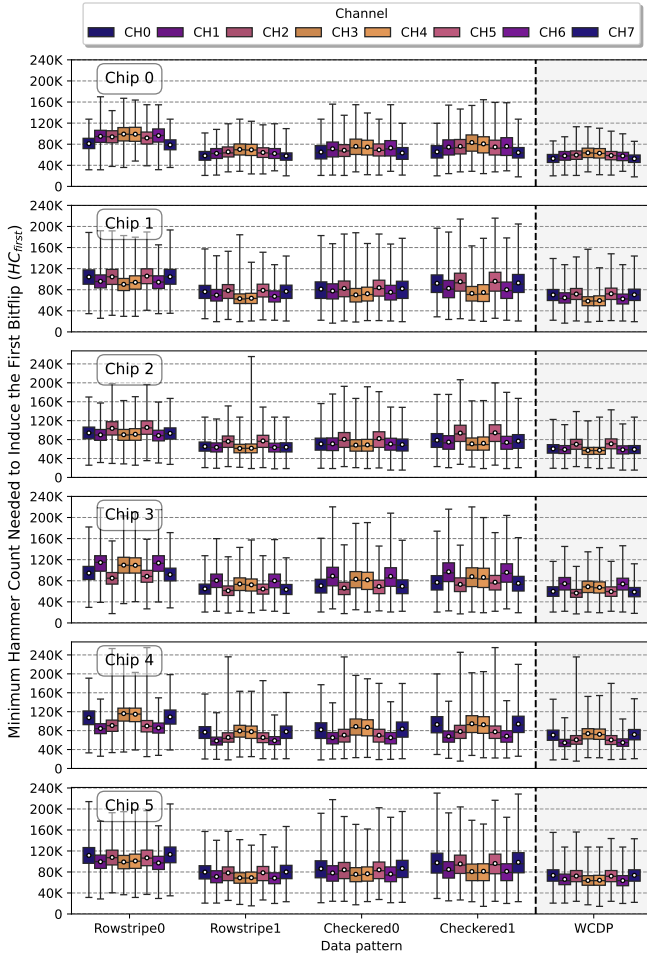 Channel
CH0 CH1 CH2 CH3 CH4 CH5 CH6 CH7
Minimum Hammer Count Needed to Induce the First Bitflip (HC_first)
240K
200K
160K
120K
80K
40K
0
Chip 0
240K
200K
160K
120K
80K
40K
0
Chip 1
240K
200K
160K
120K
80K
40K
0
Chip 2
240K
200K
160K
120K
80K
40K
0
Chip 3
240K
200K
160K
120K
80K
40K
0
Chip 4
240K
200K
160K
120K
80K
40K
0
Chip 5
Rowstripe0 Rowstripe1 Checkered0 Checkered1 WCDP
Data pattern